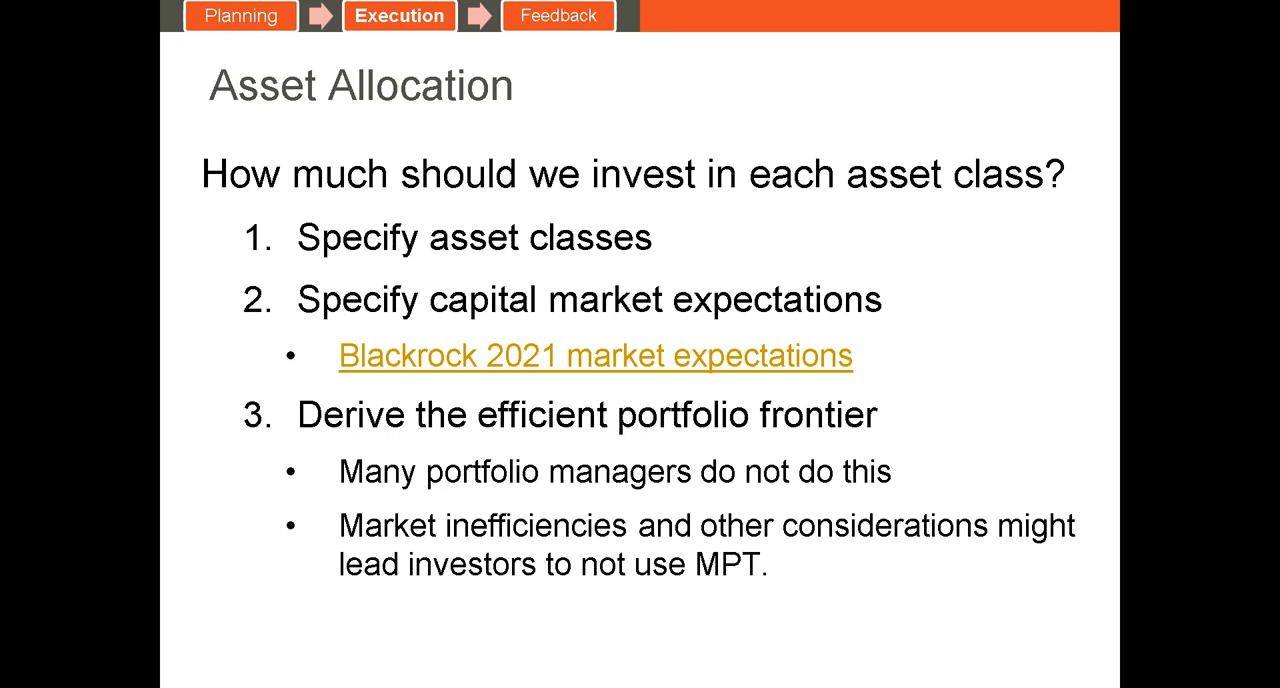 Planning
Execution
Feedback
Asset Allocation
How much should we invest in each asset class?
1. Specify asset classes
2. Specify capital market expectations
• Blackrock 2021 market expectations
3. Derive the efficient portfolio frontier
• Many portfolio managers do not do this
• Market inefficiencies and other considerations might
lead investors to not use MPT.